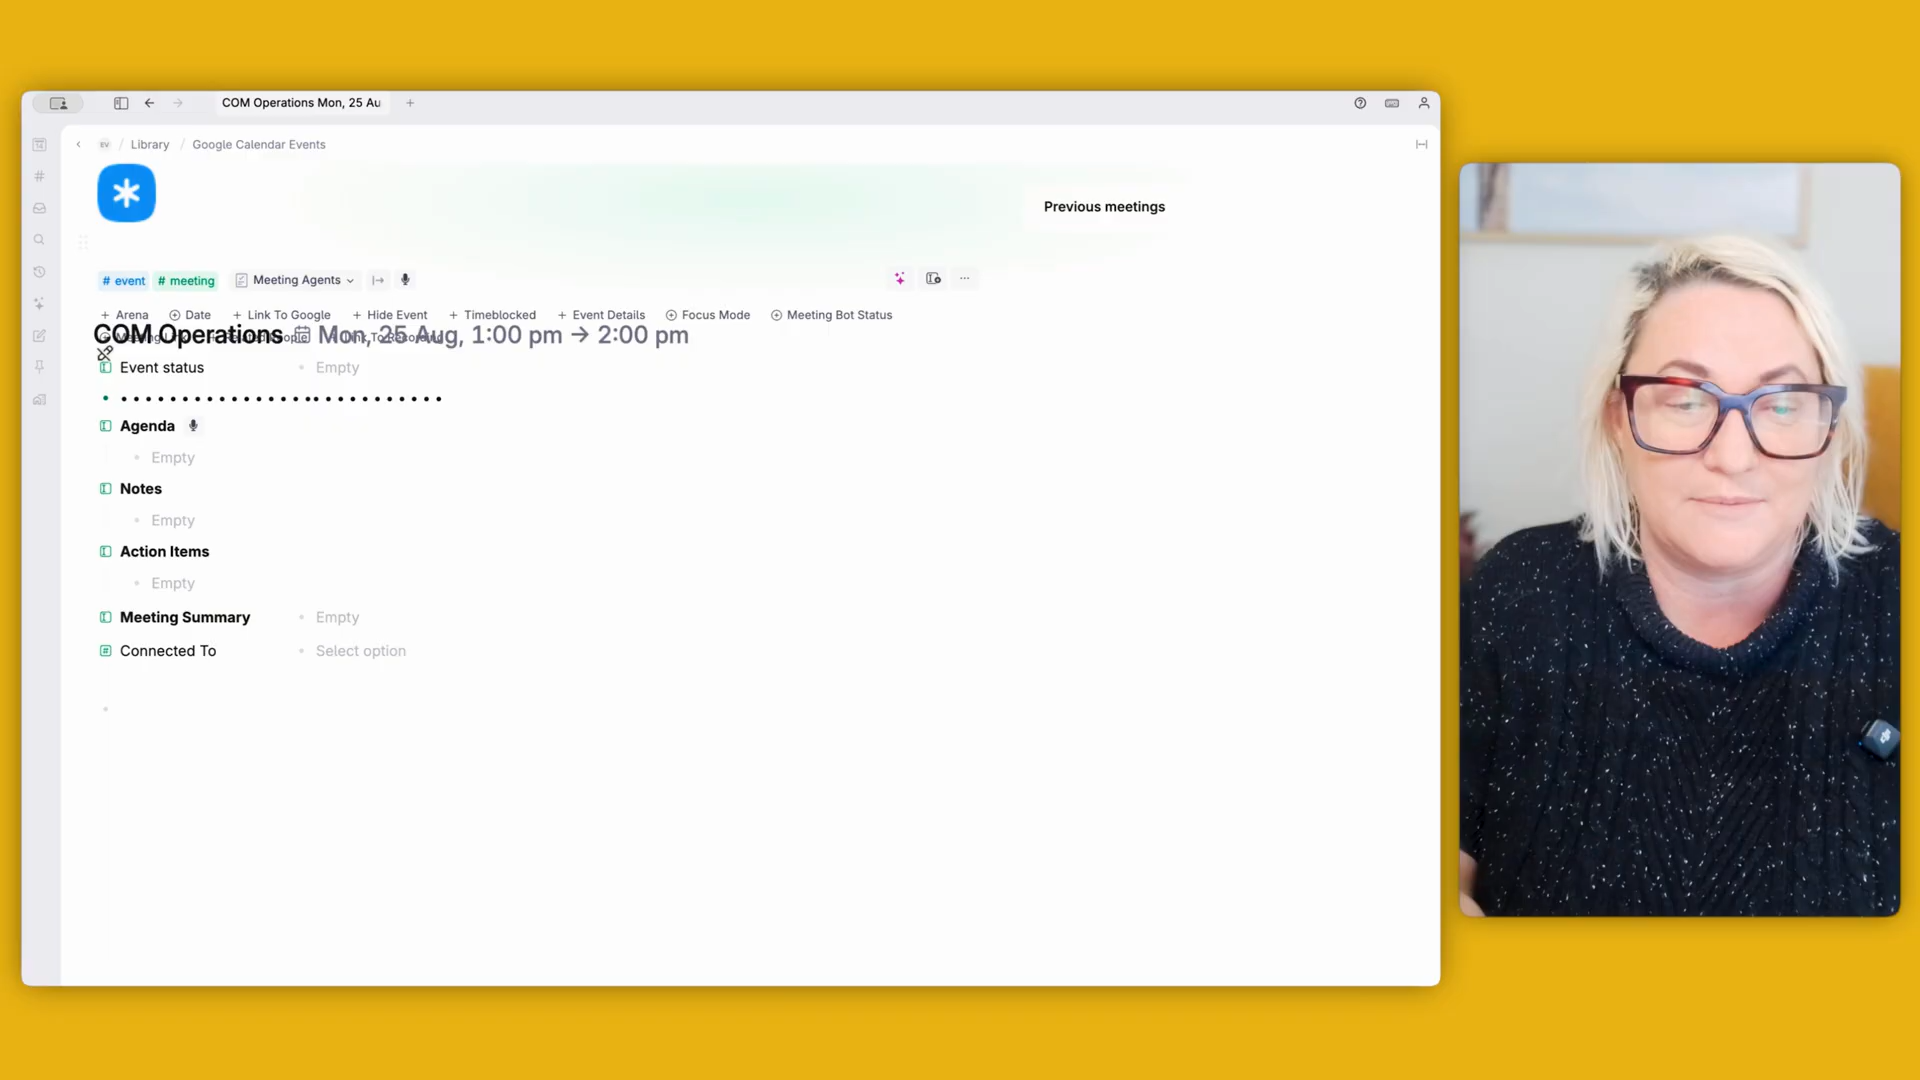 COM Operations Mon, 25 Au
Library / Google Calendar Events
Previous meetings
# event # meeting Meeting Agents
+ Arena Date + Link To Google + Hide Event + Timeblocked + Event Details Focus Mode Meeting Bot Status
COM Operations Mon, 25 Aug, 1:00 pm → 2:00 pm
Event status Empty
Agenda
Empty
Notes
Empty
Action Items
Empty
Meeting Summary Empty
Connected To Select option